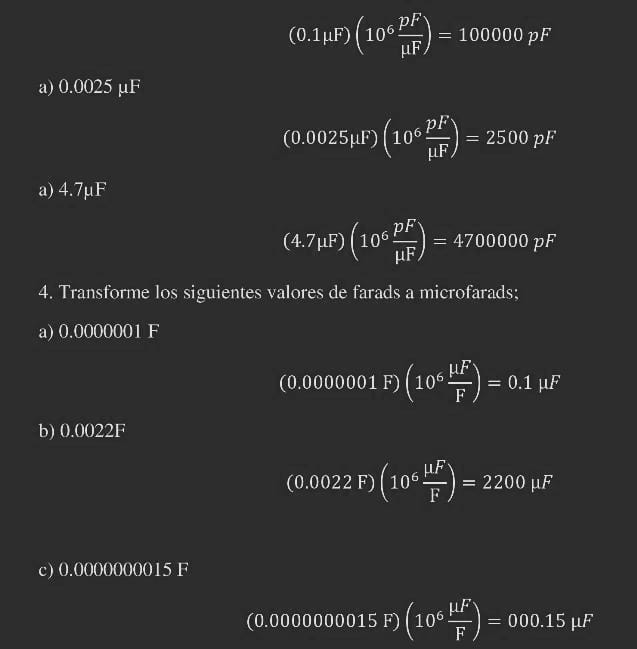 (0.1μF) (10⁶ pF/μF) = 100000 pF
a) 0.0025 μF
(0.0025μF) (10⁶ pF/μF) = 2500 pF
a) 4.7μF
(4.7μF) (10⁶ pF/μF) = 4700000 pF
4. Transforme los siguientes valores de farads a microfarads;
a) 0.0000001 F
(0.0000001 F) (10⁶ μF/F) = 0.1 μF
b) 0.0022F
(0.0022 F) (10⁶ μF/F) = 2200 μF
c) 0.0000000015 F
(0.0000000015 F) (10⁶ μF/F) = 000.15 μF